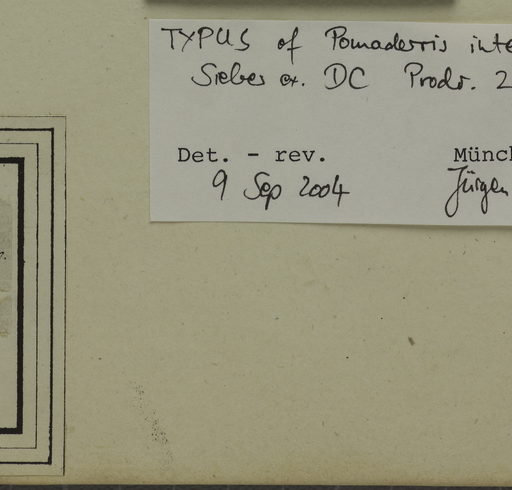 TYPUS of Pomaderris inte
Sieber ex. DC Prodr. 2
Det. - rev. Münch
9 Sep 2004 Jürgen